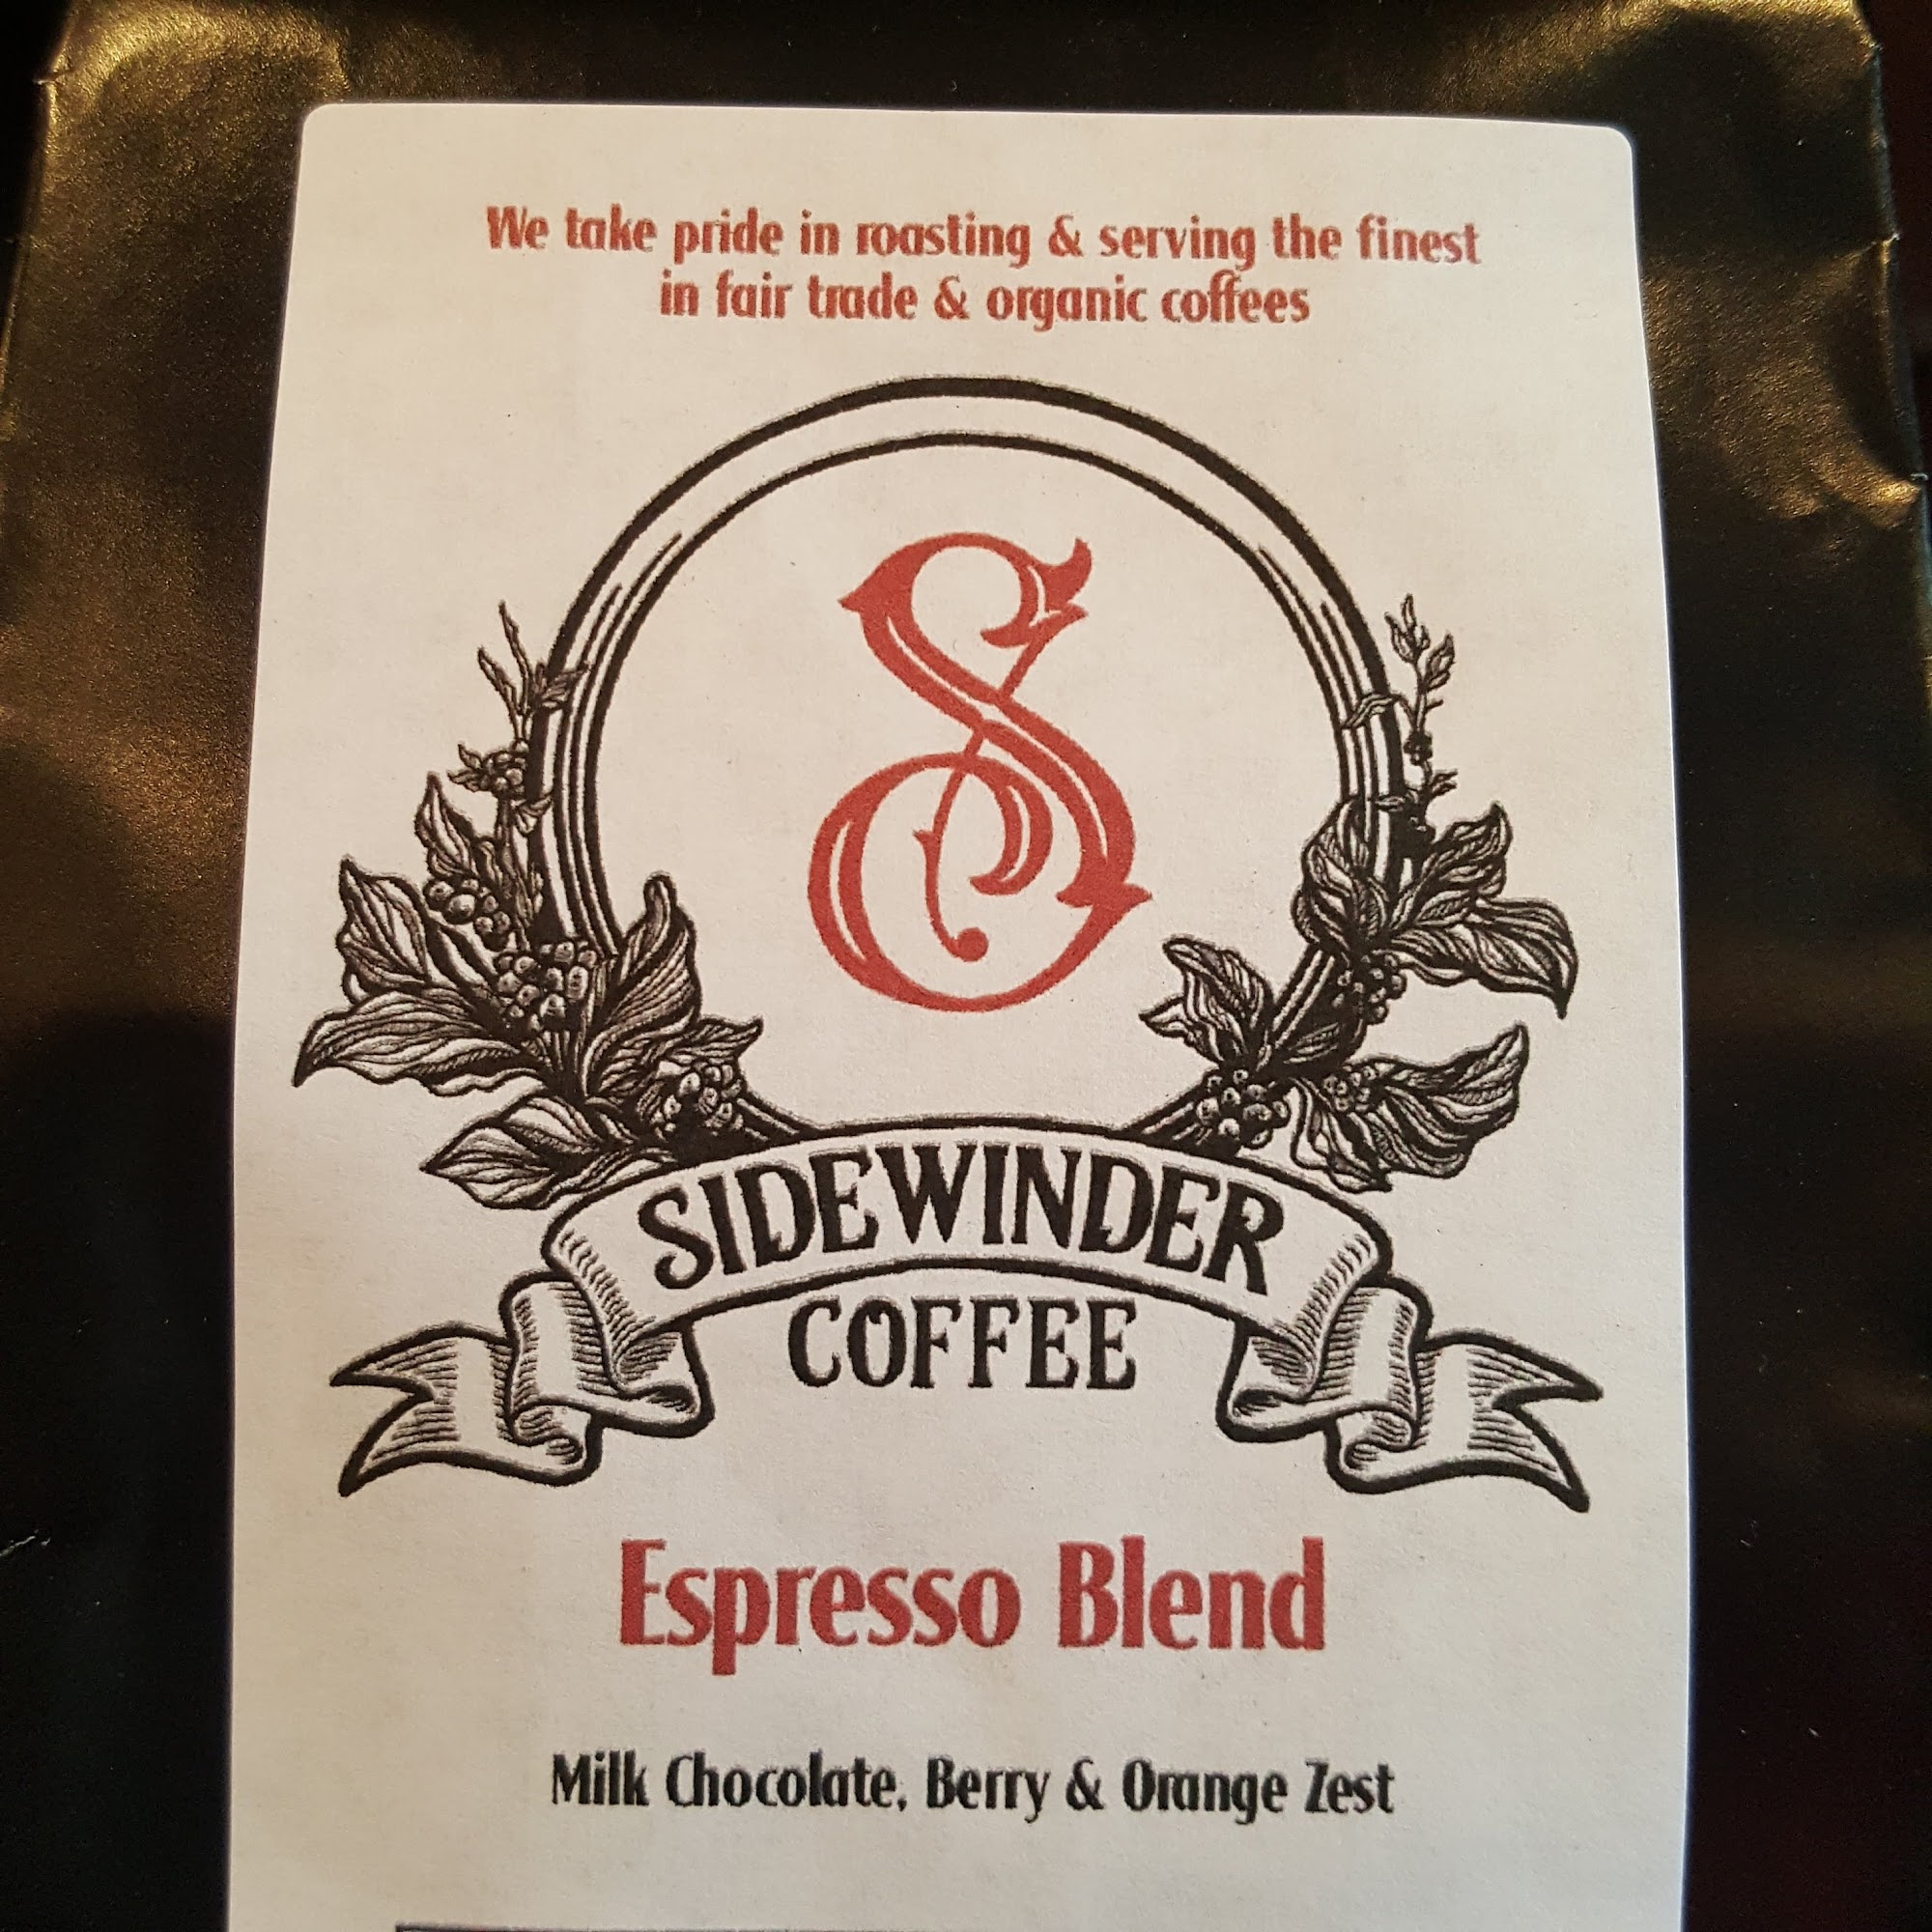 We take pride in roasting & serving the finest
in fair trade & organic coffees
S
SIDEWINDER
COFFEE
Espresso Blend
Milk Chocolate, Berry & Orange Zest